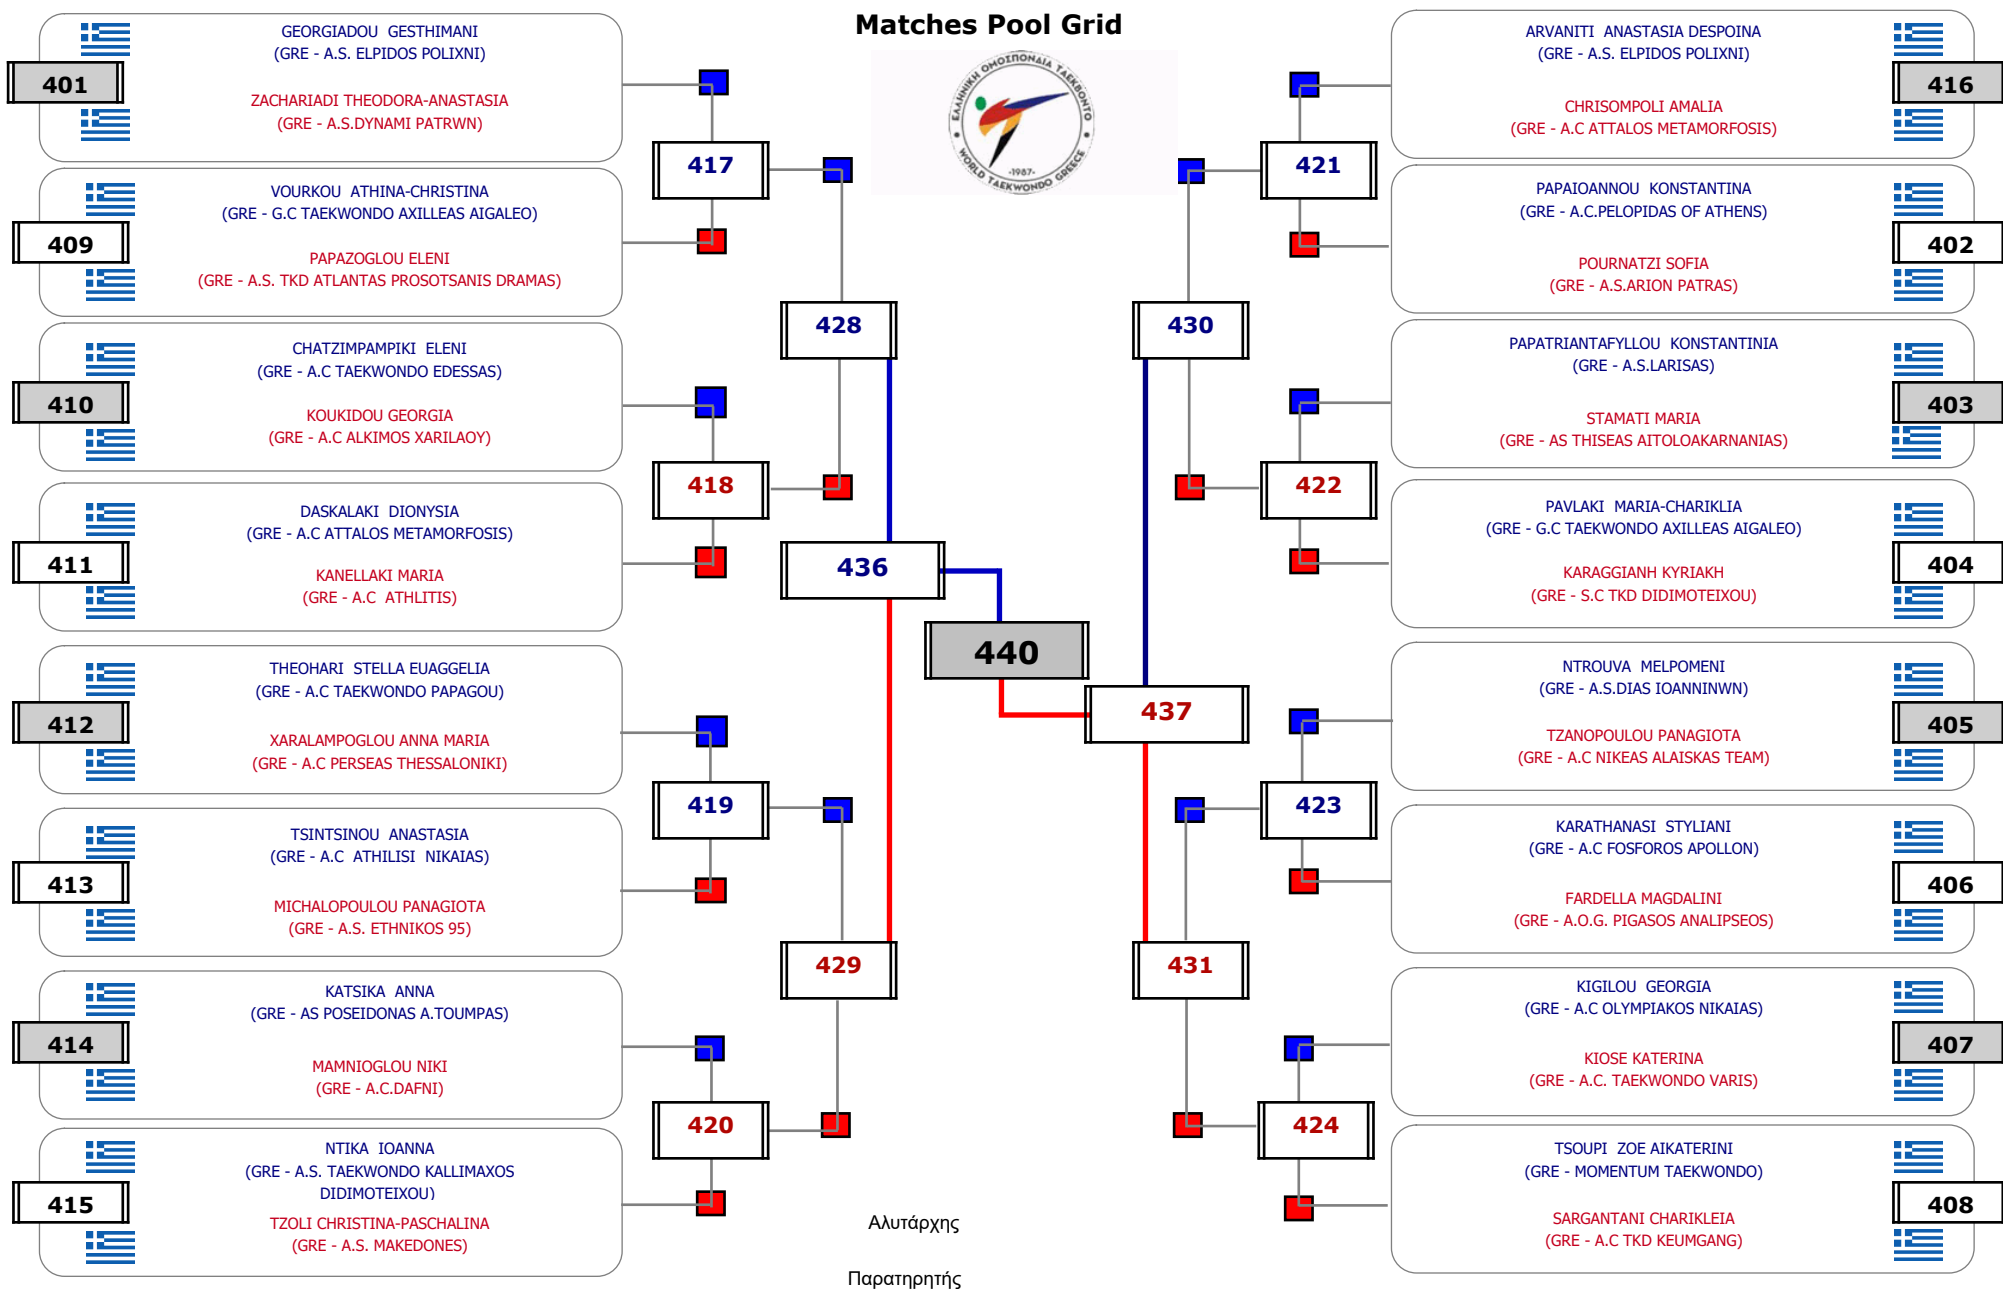 Matches Pool Grid
ΕΛΛΗΝΙΚΗ ΟΜΟΣΠΟΝΔΙΑ ΤΑΕΚΒΟΝΤΟ
-1987-
WORLD TAEKWONDO GREECE
401
GEORGIADOU GESTHIMANI
(GRE - A.S. ELPIDOS POLIXNI)
ZACHARIADI THEODORA-ANASTASIA
(GRE - A.S.DYNAMI PATRWN)
409
VOURKOU ATHINA-CHRISTINA
(GRE - G.C TAEKWONDO AXILLEAS AIGALEO)
PAPAZOGLOU ELENI
(GRE - A.S. TKD ATLANTAS PROSOTSANIS DRAMAS)
410
CHATZIMPAMPIKI ELENI
(GRE - A.C TAEKWONDO EDESSAS)
KOUKIDOU GEORGIA
(GRE - A.C ALKIMOS XARILAOY)
411
DASKALAKI DIONYSIA
(GRE - A.C ATTALOS METAMORFOSIS)
KANELLAKI MARIA
(GRE - A.C ATHLITIS)
412
THEOHARI STELLA EUAGGELIA
(GRE - A.C TAEKWONDO PAPAGOU)
XARALAMPOGLOU ANNA MARIA
(GRE - A.C PERSEAS THESSALONIKI)
413
TSINTSINOU ANASTASIA
(GRE - A.C ATHILISI NIKAIAS)
MICHALOPOULOU PANAGIOTA
(GRE - A.S. ETHNIKOS 95)
414
KATSIKA ANNA
(GRE - AS POSEIDONAS A.TOUMPAS)
MAMNIOGLOU NIKI
(GRE - A.C.DAFNI)
415
NTIKA IOANNA
(GRE - A.S. TAEKWONDO KALLIMAXOS
DIDIMOTEIXOU)
TZOLI CHRISTINA-PASCHALINA
(GRE - A.S. MAKEDONES)
417
418
419
420
428
429
436
440
437
430
431
421
422
423
424
ARVANITI ANASTASIA DESPOINA
(GRE - A.S. ELPIDOS POLIXNI)
CHRISOMPOLI AMALIA
(GRE - A.C ATTALOS METAMORFOSIS)
416
PAPAIOANNOU KONSTANTINA
(GRE - A.C.PELOPIDAS OF ATHENS)
POURNATZI SOFIA
(GRE - A.S.ARION PATRAS)
402
PAPATRIANTAFYLLOU KONSTANTINIA
(GRE - A.S.LARISAS)
STAMATI MARIA
(GRE - AS THISEAS AITOLOAKARNANIAS)
403
PAVLAKI MARIA-CHARIKLIA
(GRE - G.C TAEKWONDO AXILLEAS AIGALEO)
KARAGGIANH KYRIAKH
(GRE - S.C TKD DIDIMOTEIXOU)
404
NTROUVA MELPOMENI
(GRE - A.S.DIAS IOANNINWN)
TZANOPOULOU PANAGIOTA
(GRE - A.C NIKEAS ALAISKAS TEAM)
405
KARATHANASI STYLIANI
(GRE - A.C FOSFOROS APOLLON)
FARDELLA MAGDALINI
(GRE - A.O.G. PIGASOS ANALIPSEOS)
406
KIGILOU GEORGIA
(GRE - A.C OLYMPIAKOS NIKAIAS)
KIOSE KATERINA
(GRE - A.C. TAEKWONDO VARIS)
407
TSOUPI ZOE AIKATERINI
(GRE - MOMENTUM TAEKWONDO)
SARGANTANI CHARIKLEIA
(GRE - A.C TKD KEUMGANG)
408
Αλυτάρχης
Παρατηρητής